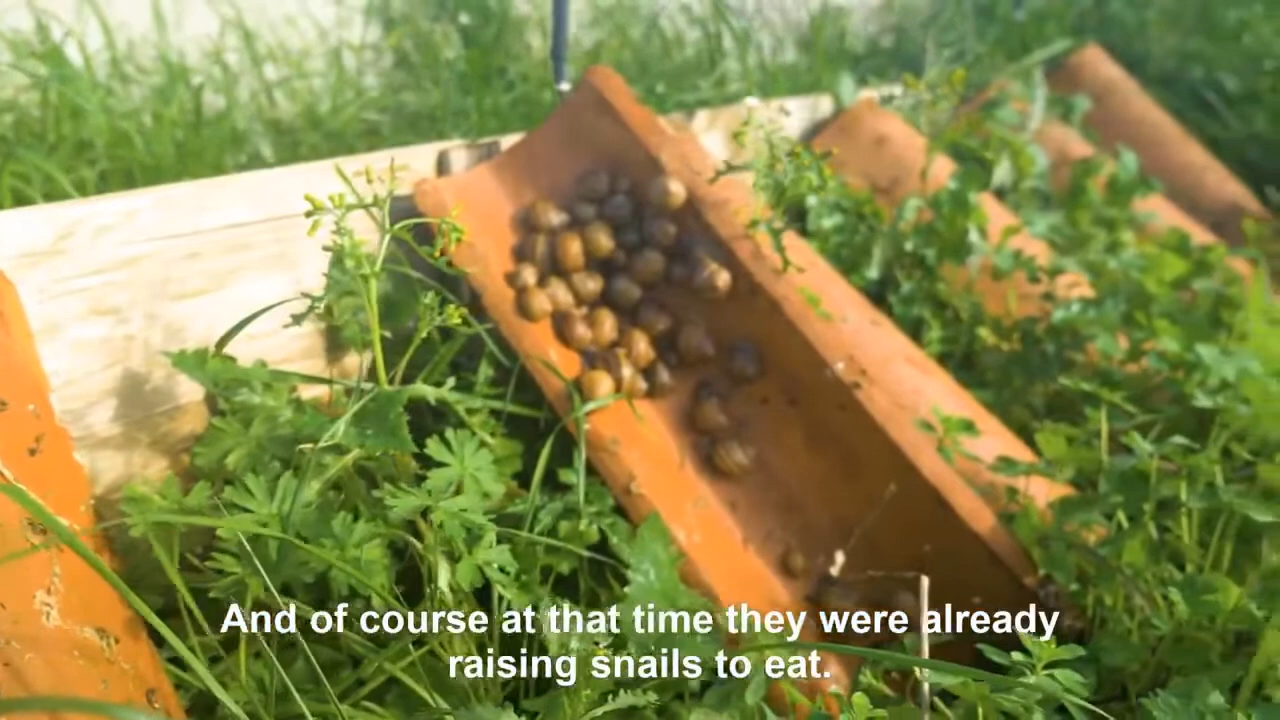 And of course at that time they were already
raising snails to eat.